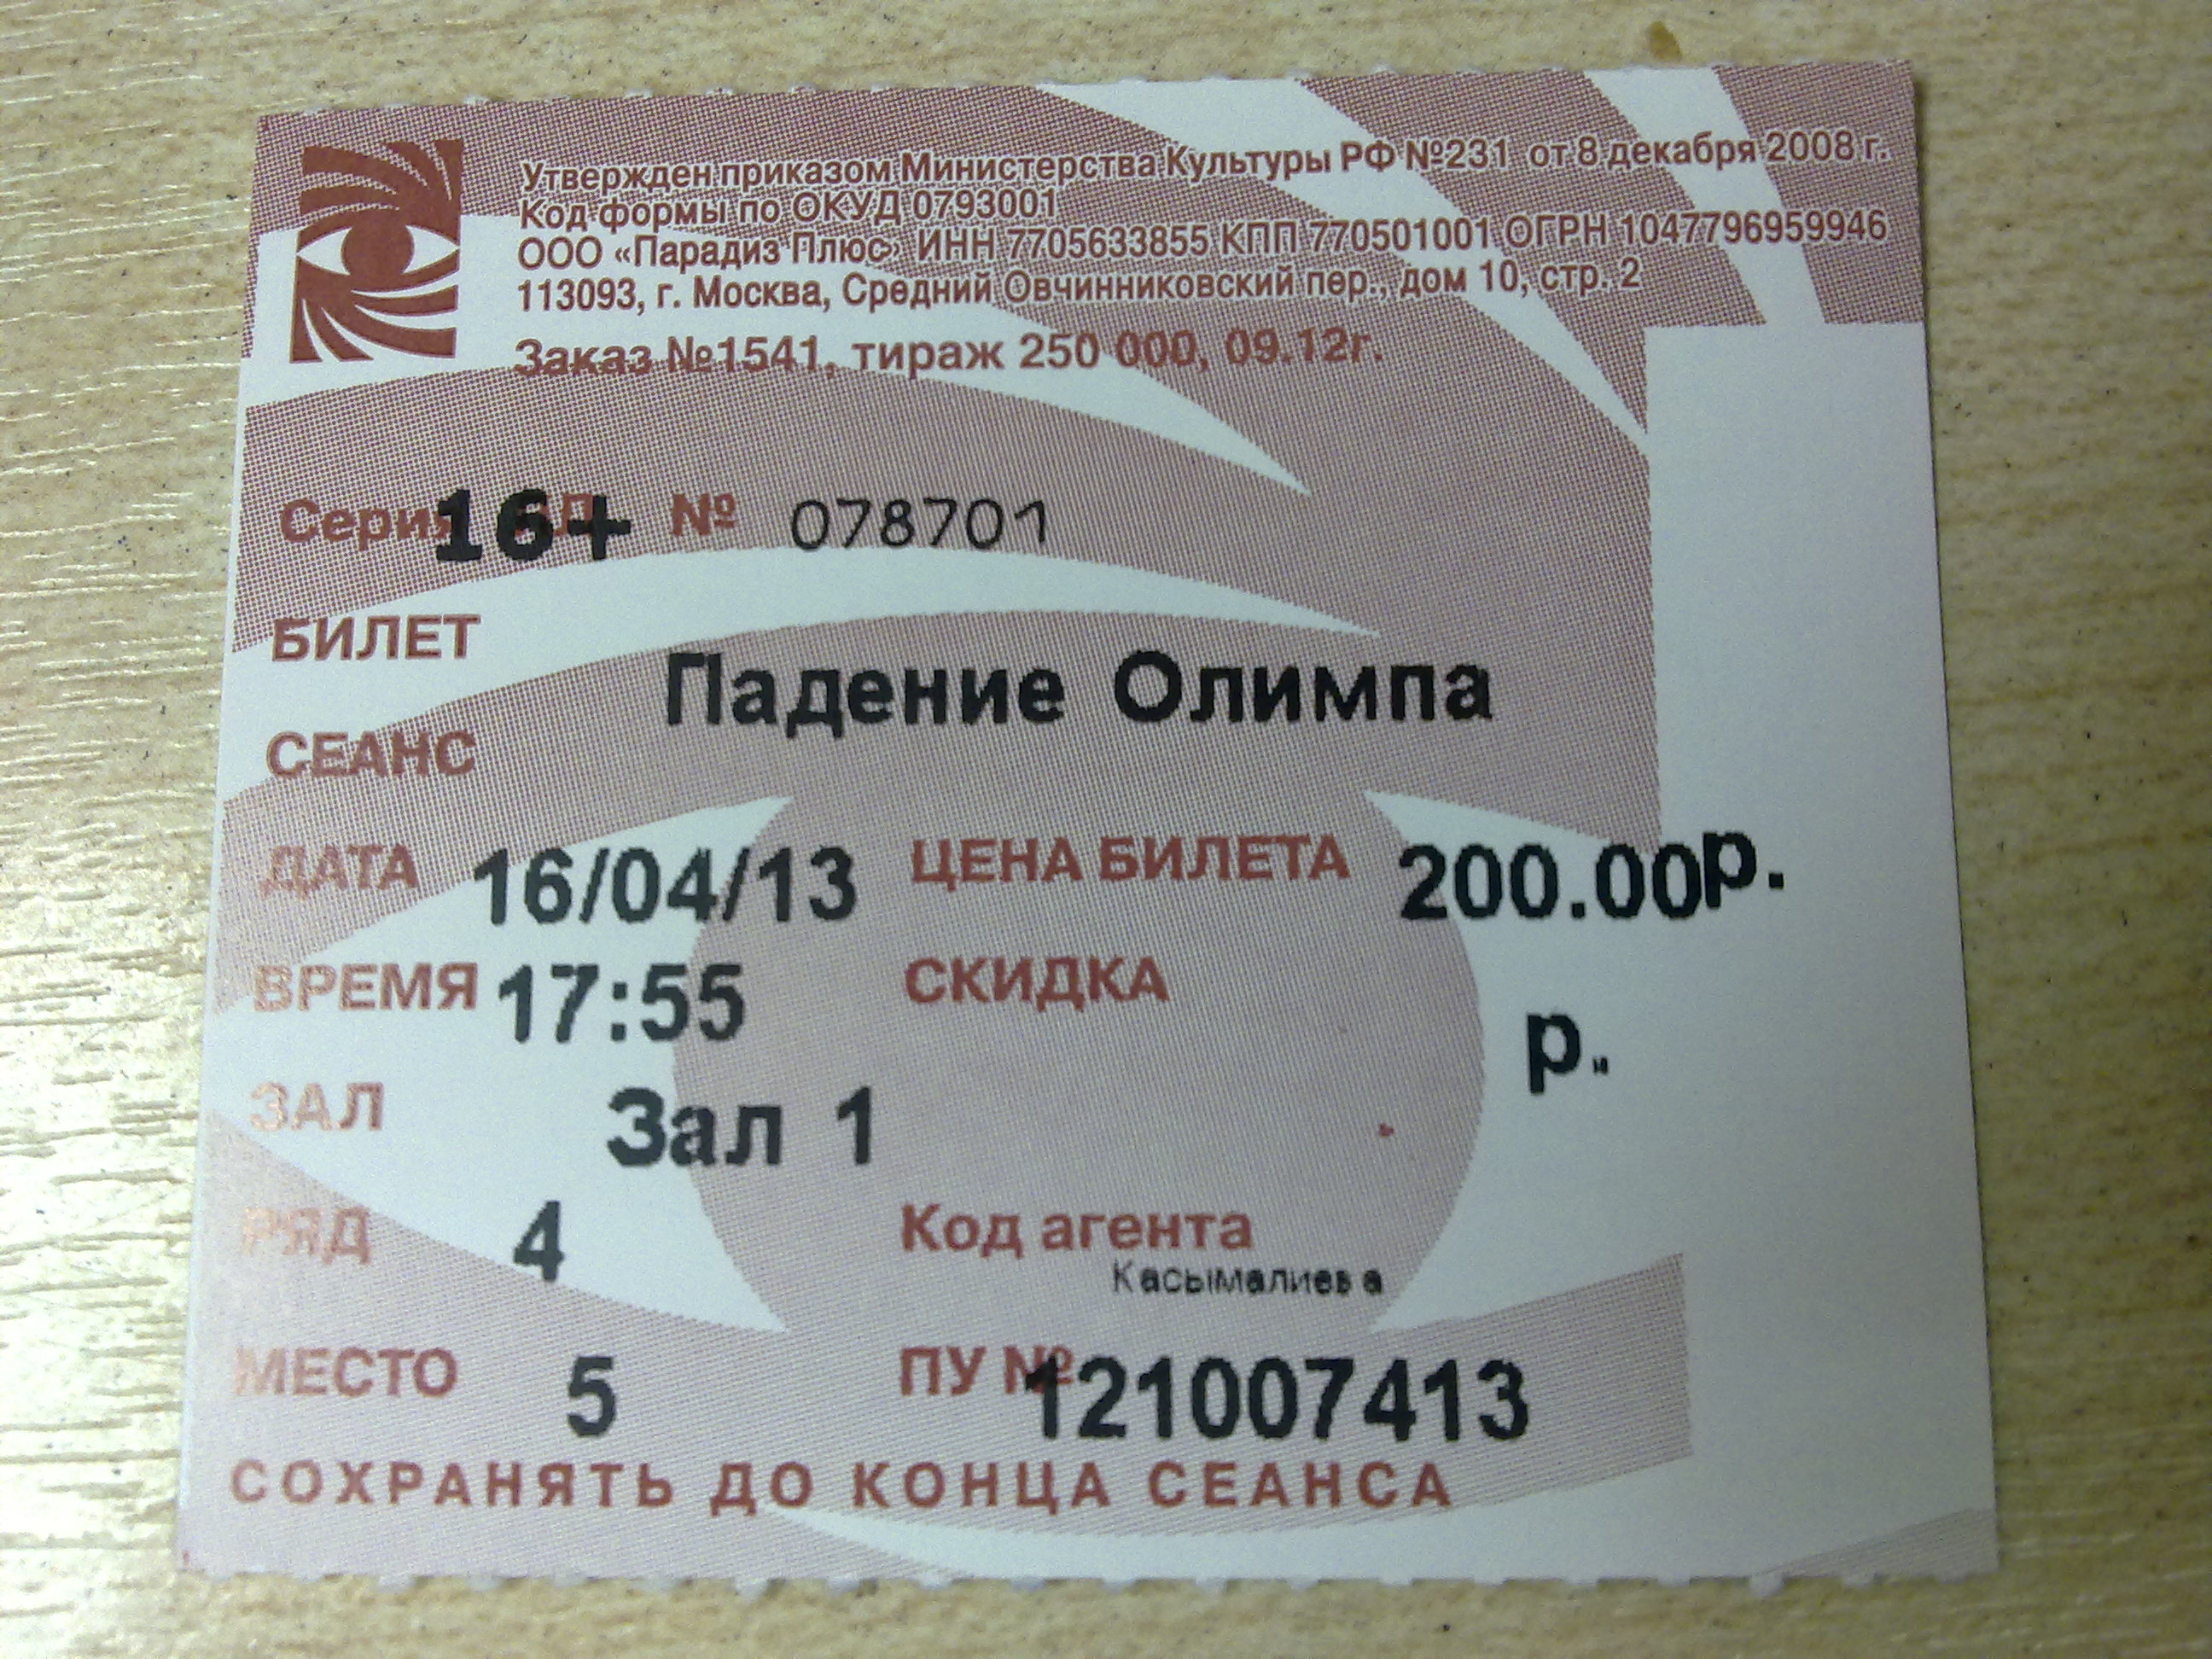 Утвержден приказом Министерства Культуры РФ №231 от 8 декабря 2008 г.
Код формы по ОКУД 0793001
ООО «Парадиз Плюс» ИНН 7705633855 КПП 770501001 ОГРН 1047796959946
113093, г. Москва, Средний Овчинниковский пер., дом 10, стр. 2
Заказ №1541, тираж 250 000, 09.12г.
Серия 16+ № 078701
БИЛЕТ
Падение Олимпа
СЕАНС
ДАТА 16/04/13 ЦЕНА БИЛЕТА 200.00р.
ВРЕМЯ 17:55 СКИДКА
р.
ЗАЛ Зал 1
РЯД 4 Код агента
Касымалиева
МЕСТО 5 ПУ № 121007413
СОХРАНЯТЬ ДО КОНЦА СЕАНСА